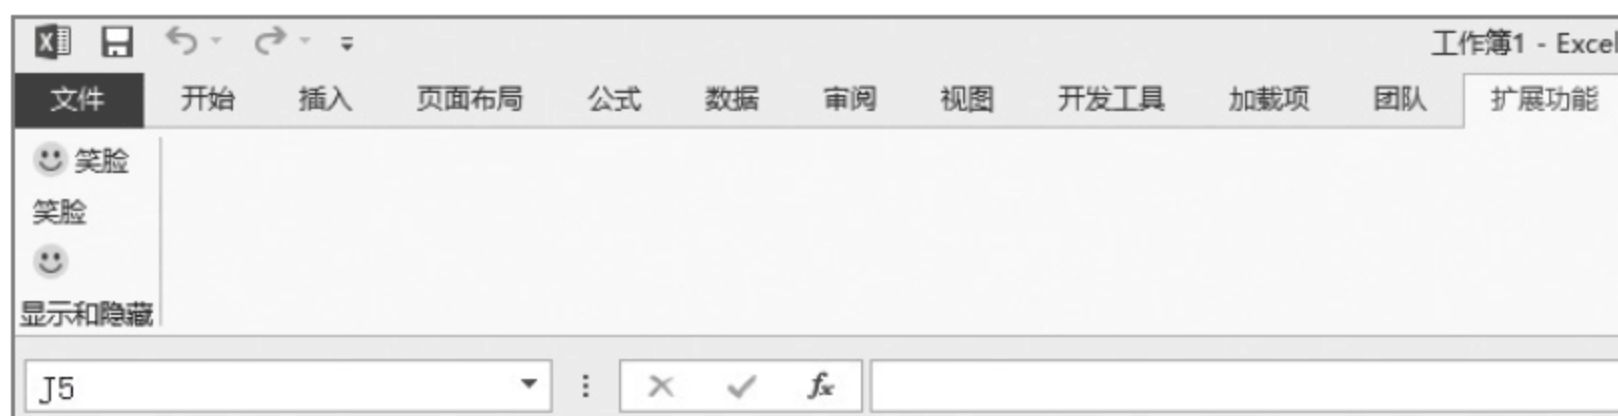 工作簿1 - Excel
文件 开始 插入 页面布局 公式 数据 审阅 视图 开发工具 加载项 团队 扩展功能
笑脸
笑脸
显示和隐藏
J5 fx